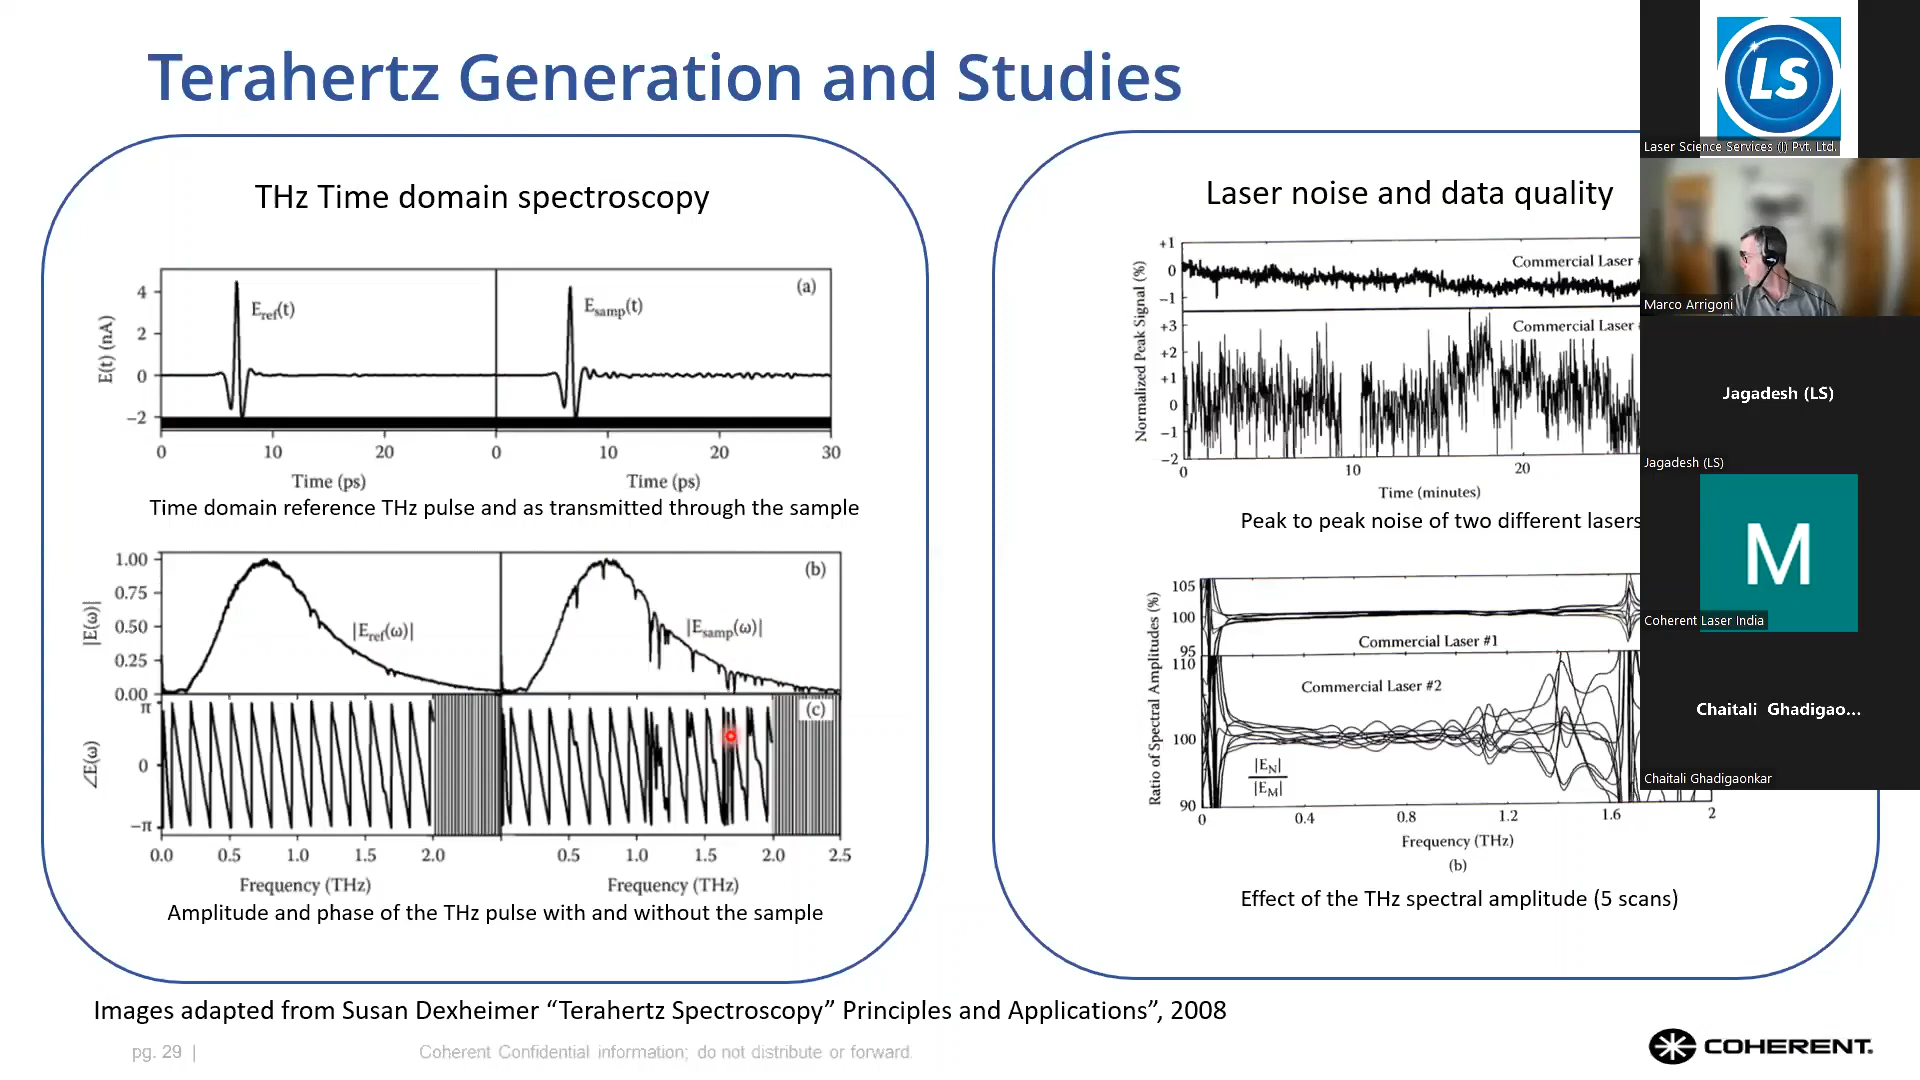 Terahertz Generation and Studies
THz Time domain spectroscopy
E(t) (nA)
4
2
0
−2
(a)
Eref(t)
Esamp(t)
0 10 20 0 10 20 30
Time (ps) Time (ps)
Time domain reference THz pulse and as transmitted through the sample
|E(ω)|
1.00
0.75
0.50
0.25
0.00
(b)
|Eref(ω)|
|Esamp(ω)|
∠E(ω)
π
0
−π
(c)
0.0 0.5 1.0 1.5 2.0 0.5 1.0 1.5 2.0 2.5
Frequency (THz) Frequency (THz)
Amplitude and phase of the THz pulse with and without the sample
Laser noise and data quality
Normalized Peak Signal (%)
+1
0
−1
Commercial Laser
+3
+2
+1
0
−1
−2
Commercial Laser
0 10 20
Time (minutes)
Peak to peak noise of two different lasers
Ratio of Spectral Amplitudes (%)
105
100
95
Commercial Laser #1
110
100
90
Commercial Laser #2
|EN|
|EM|
0 0.4 0.8 1.2 1.6 2
Frequency (THz)
(b)
Effect of the THz spectral amplitude (5 scans)
Images adapted from Susan Dexheimer “Terahertz Spectroscopy” Principles and Applications”, 2008
pg. 29 |
Coherent Confidential information; do not distribute or forward.
COHERENT.
LS
Laser Science Services (I) Pvt. Ltd.
Marco Arrigoni
Jagadesh (LS)
Jagadesh (LS)
M
Coherent Laser India
Chaitali Ghadigao...
Chaitali Ghadigaonkar